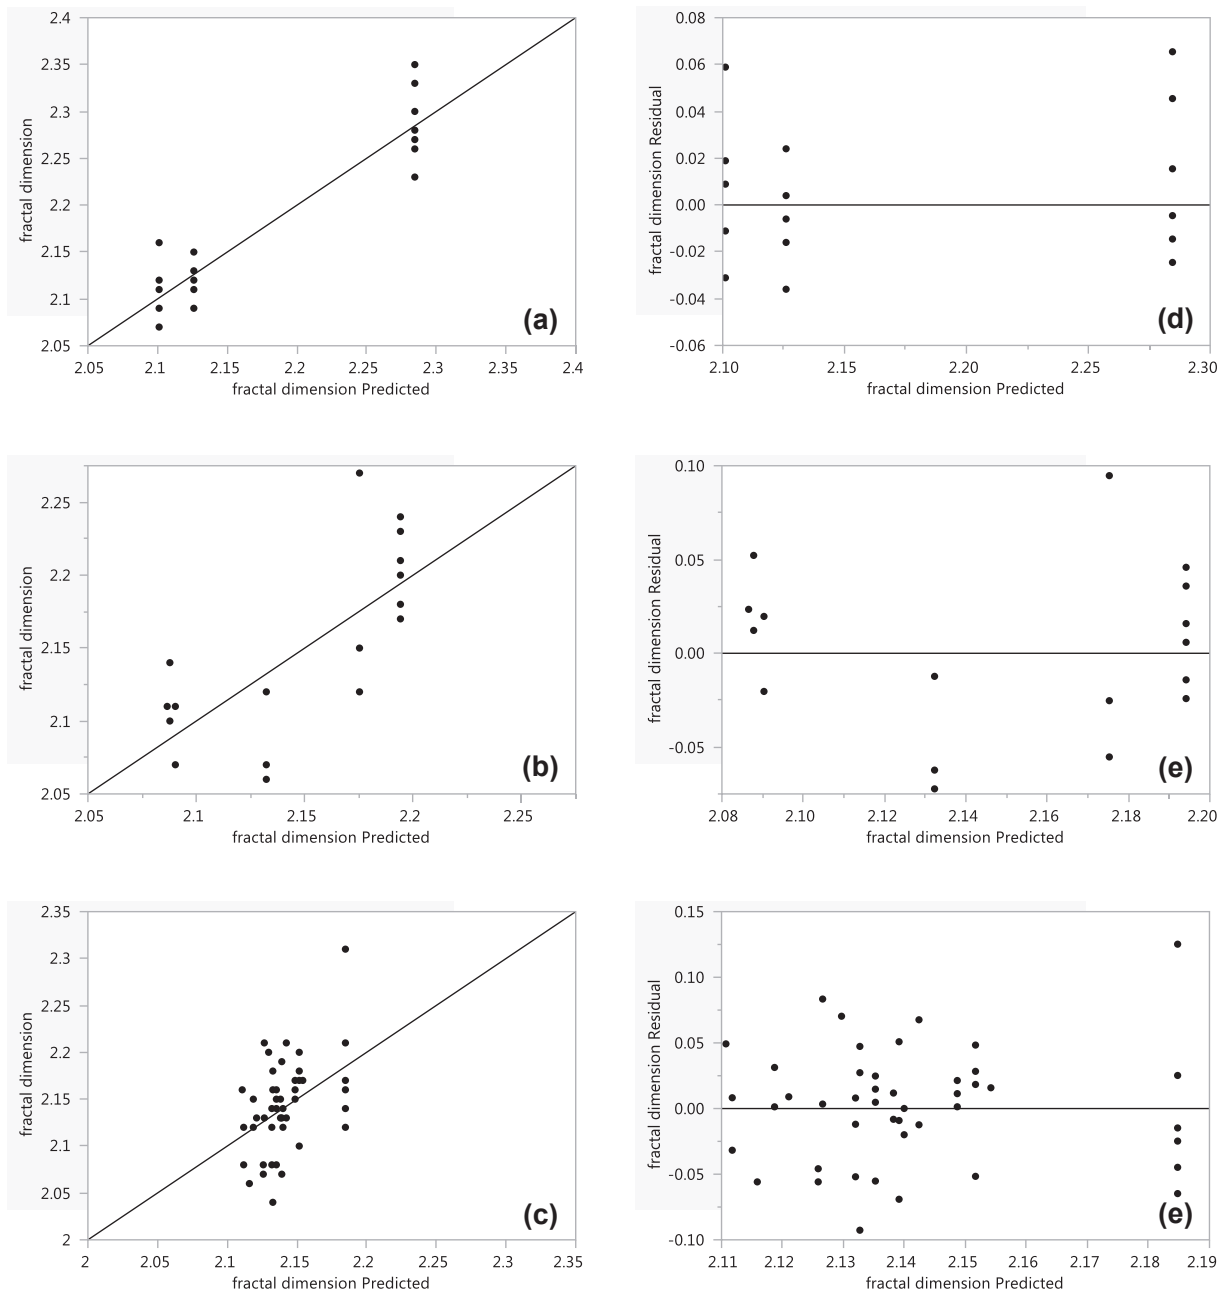 2.4
2.35
2.3
2.25
2.2
2.15
2.1
2.05
fractal dimension
2.05 2.1 2.15 2.2 2.25 2.3 2.35 2.4
fractal dimension Predicted
(a)
0.08
0.06
0.04
0.02
0.00
-0.02
-0.04
-0.06
fractal dimension Residual
2.10 2.15 2.20 2.25 2.30
fractal dimension Predicted
(d)
2.25
2.2
2.15
2.1
2.05
fractal dimension
2.05 2.1 2.15 2.2 2.25
fractal dimension Predicted
(b)
0.10
0.05
0.00
-0.05
fractal dimension Residual
2.08 2.10 2.12 2.14 2.16 2.18 2.20
fractal dimension Predicted
(e)
2.35
2.3
2.25
2.2
2.15
2.1
2.05
2
fractal dimension
2 2.05 2.1 2.15 2.2 2.25 2.3 2.35
fractal dimension Predicted
(c)
0.15
0.10
0.05
0.00
-0.05
-0.10
fractal dimension Residual
2.11 2.12 2.13 2.14 2.15 2.16 2.17 2.18 2.19
fractal dimension Predicted
(e)